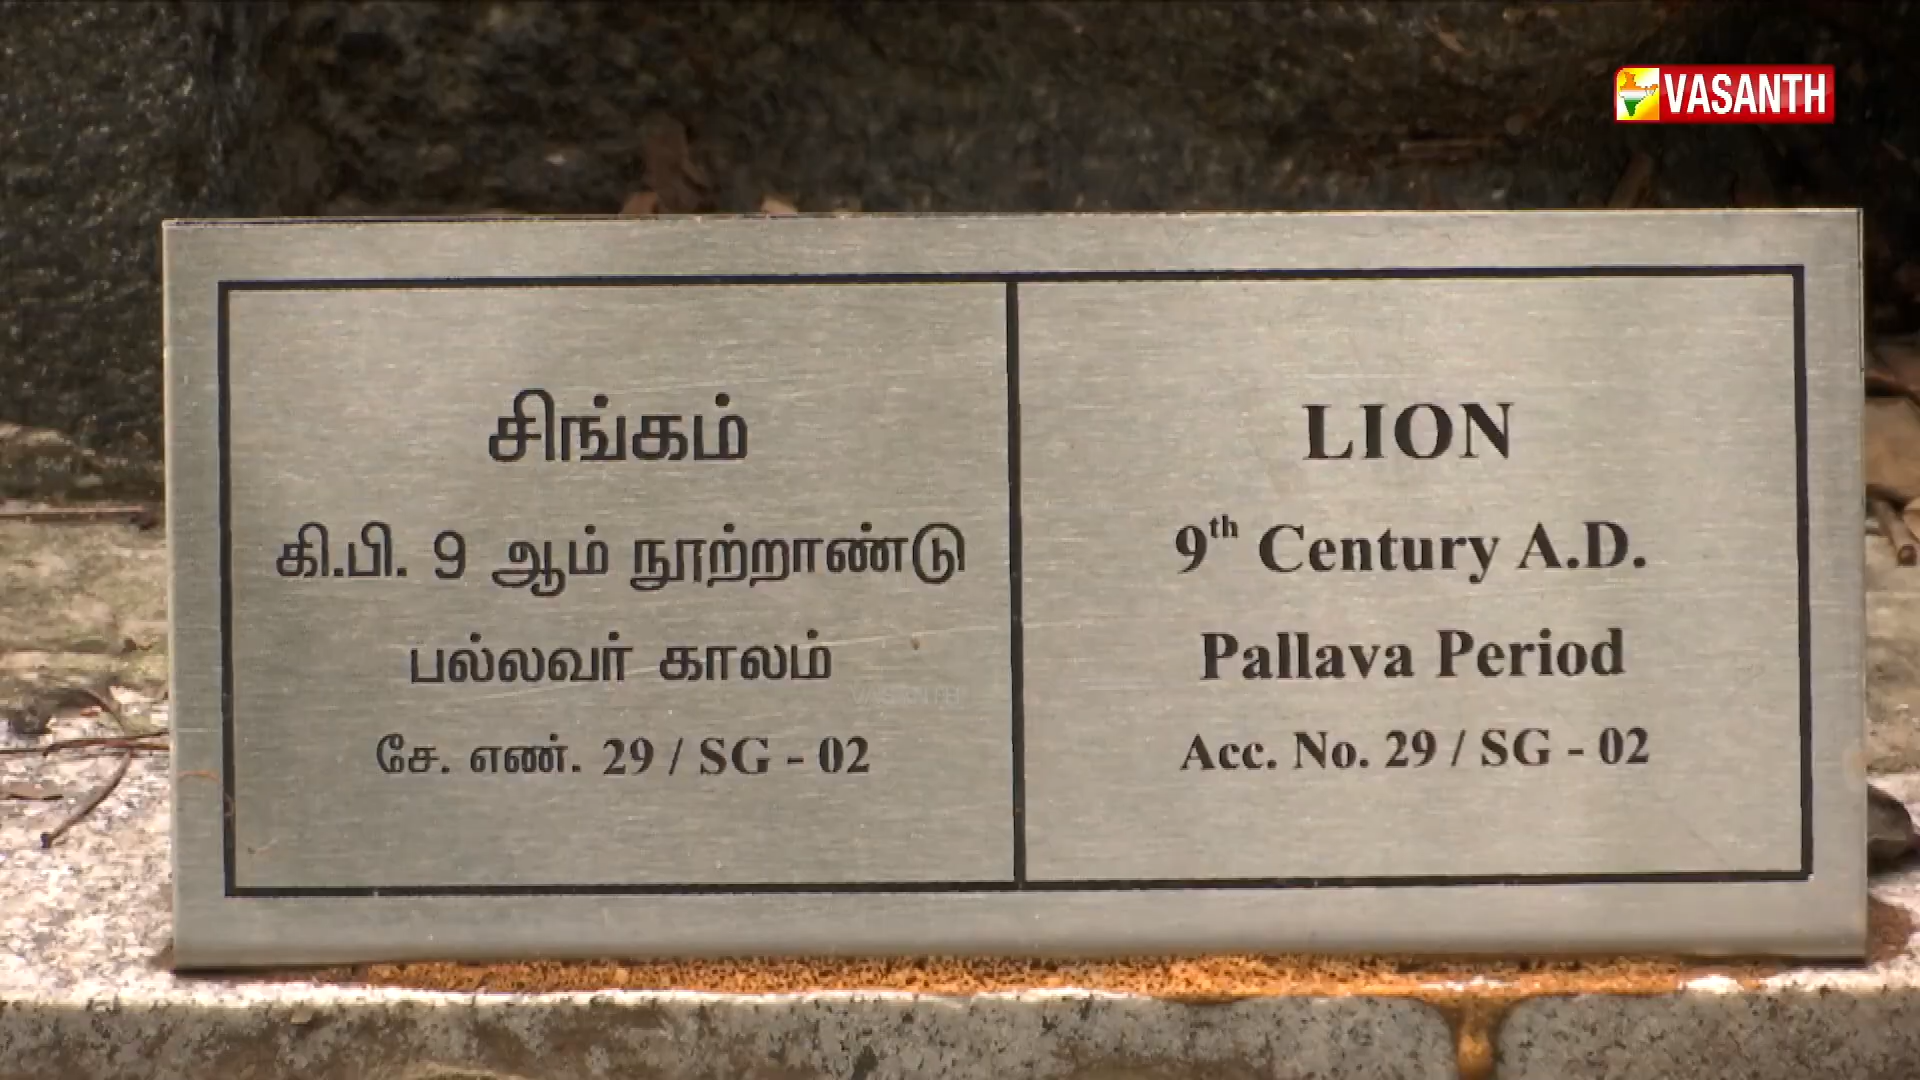 VASANTH
சிங்கம்
கி.பி. 9 ஆம் நூற்றாண்டு
பல்லவர் காலம்
சே. எண். 29 / SG - 02
LION
9th Century A.D.
Pallava Period
Acc. No. 29 / SG - 02
VASANTH